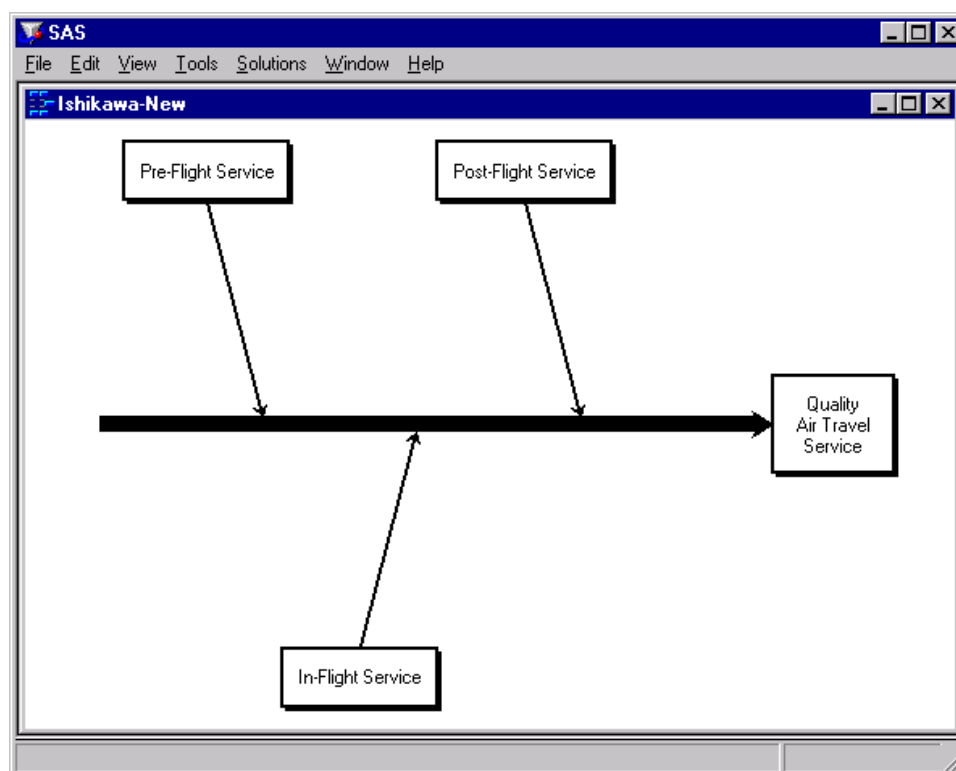 SAS
File Edit View Tools Solutions Window Help
Ishikawa-New
Pre-Flight Service
Post-Flight Service
Quality
Air Travel
Service
In-Flight Service